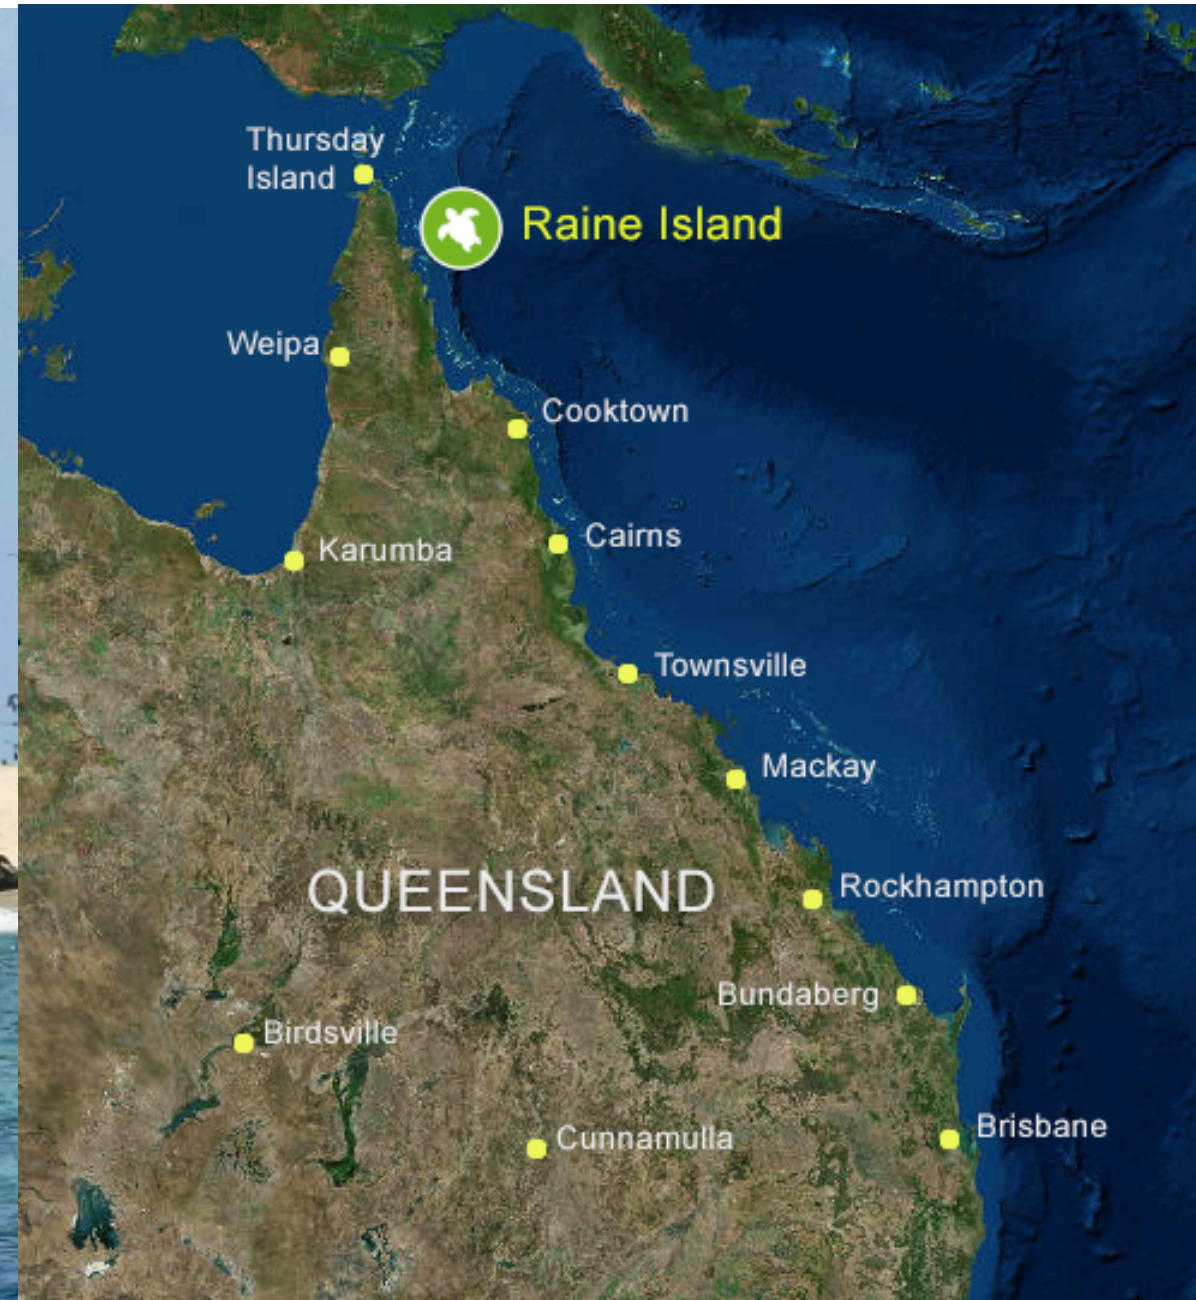 Thursday
Island
Raine Island
Weipa
Cooktown
Cairns
Karumba
Townsville
Mackay
QUEENSLAND
Rockhampton
Bundaberg
Birdsville
Brisbane
Cunnamulla